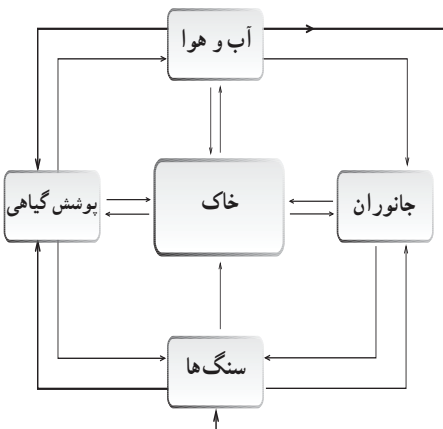 آب و هوا
پوشش گیاهی
خاک
جانوران
سنگ‌ها